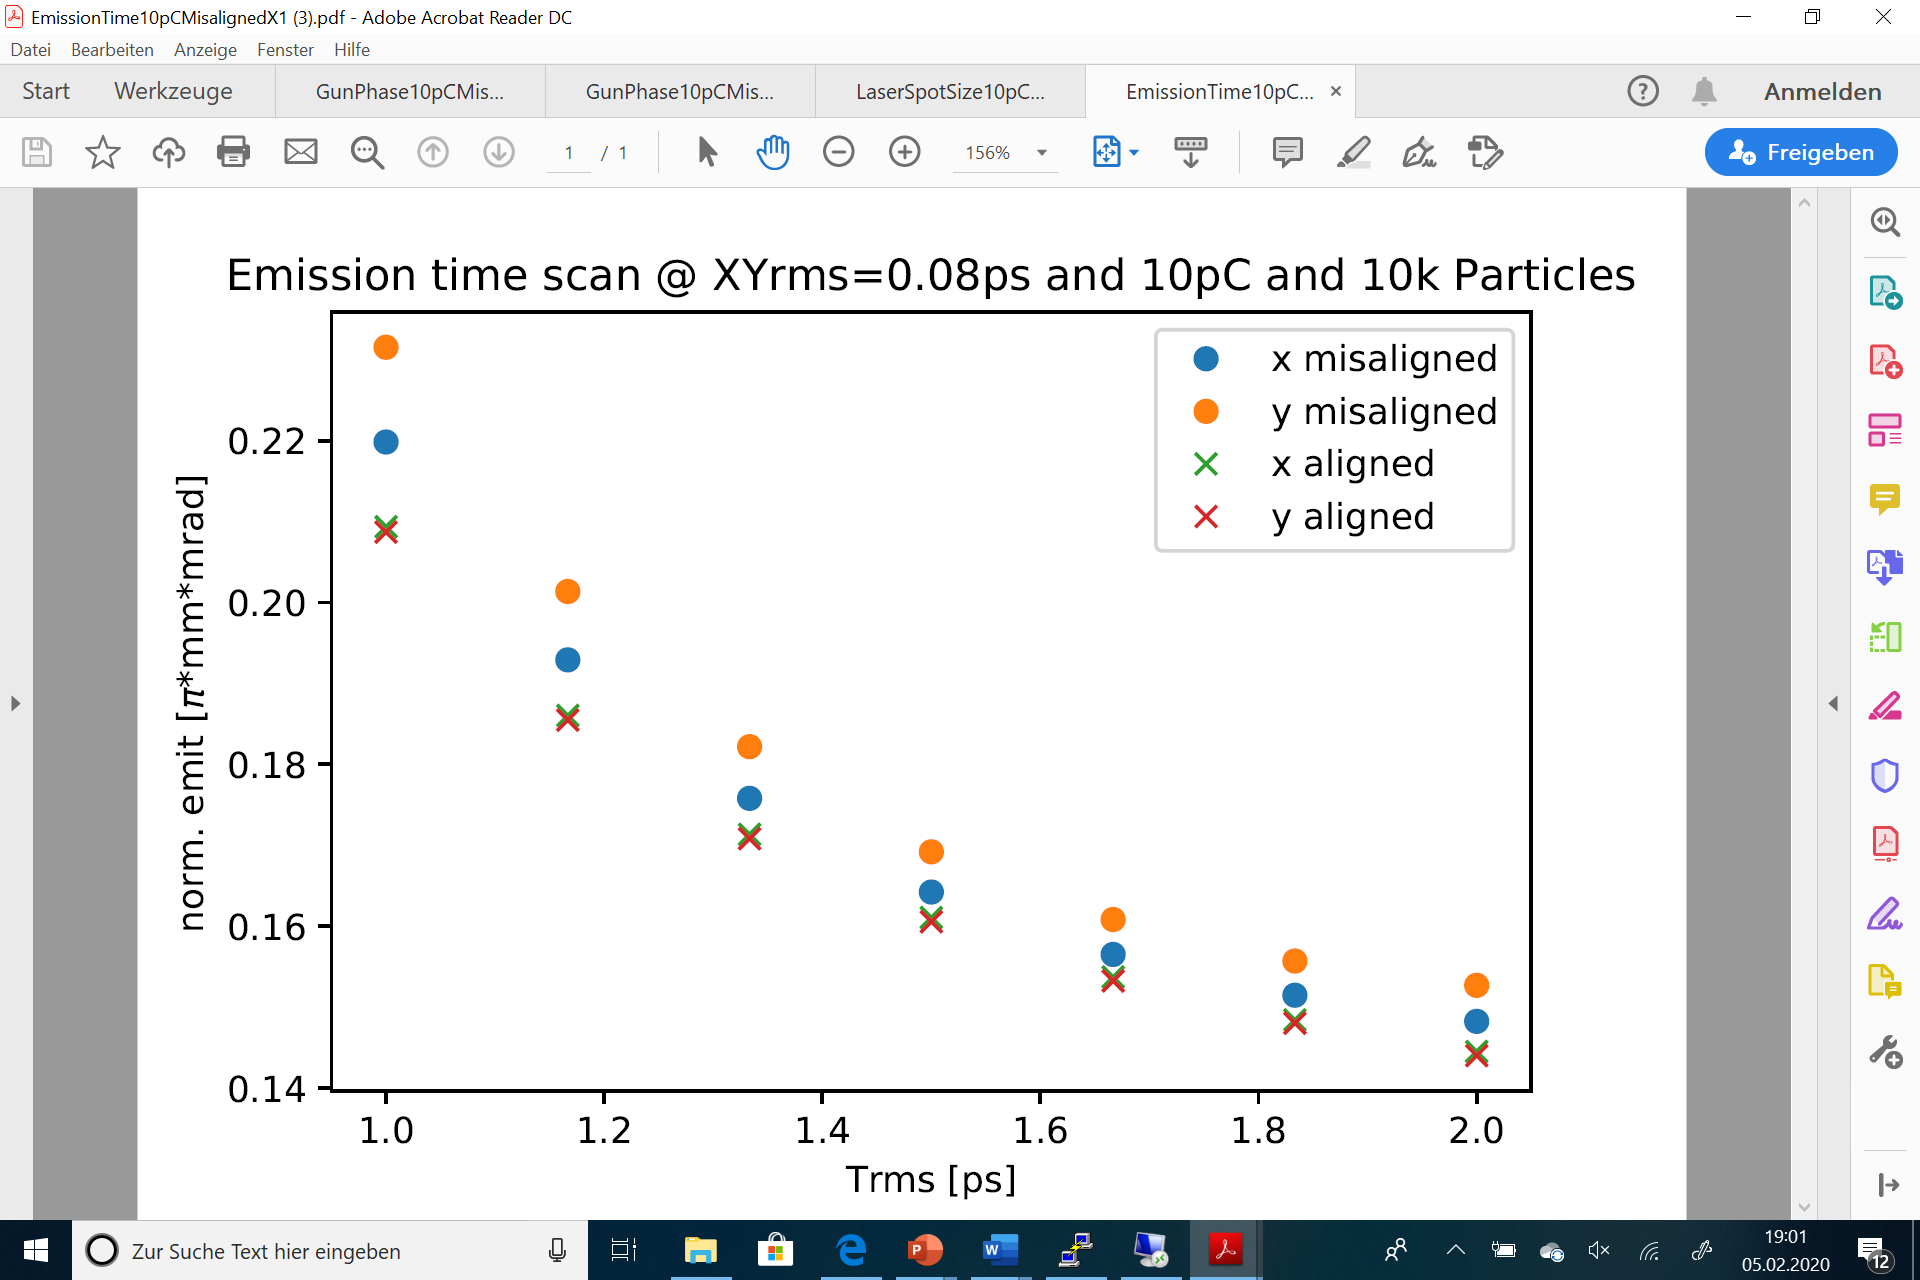 EmissionTime10pCMisalignedX1 (3).pdf - Adobe Acrobat Reader DC
Datei Bearbeiten Anzeige Fenster Hilfe
Start Werkzeuge GunPhase10pCMis... GunPhase10pCMis... LaserSpotSize10pC... EmissionTime10pC... × Anmelden
1 / 1 156% Freigeben
Emission time scan @ XYrms=0.08ps and 10pC and 10k Particles
x misaligned
y misaligned
x aligned
y aligned
norm. emit [π*mm*mrad]
0.22
0.20
0.18
0.16
0.14
1.0 1.2 1.4 1.6 1.8 2.0
Trms [ps]
Zur Suche Text hier eingeben
19:01
05.02.2020
12